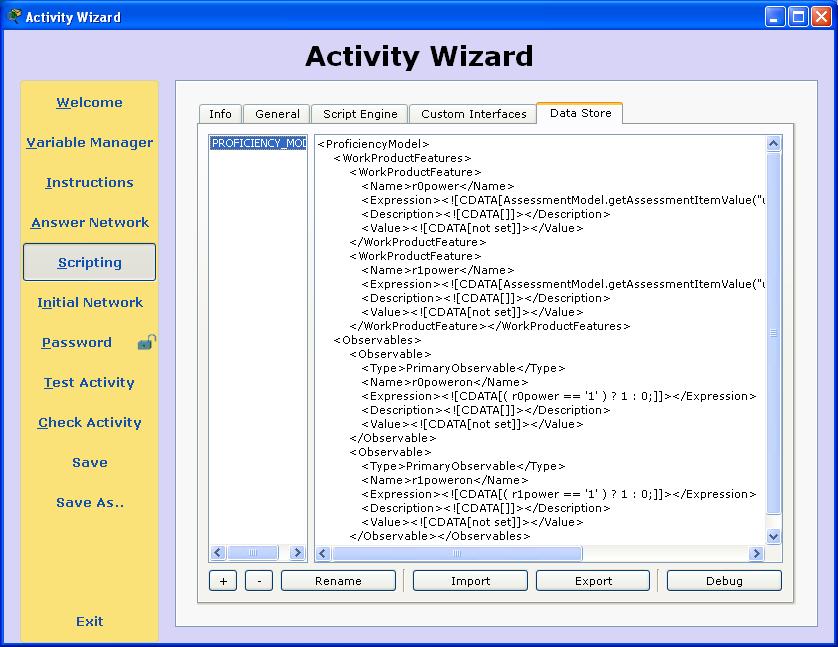 Activity Wizard
Activity Wizard
Welcome
Variable Manager
Instructions
Answer Network
Scripting
Initial Network
Password
Test Activity
Check Activity
Save
Save As..
Exit
Info
General
Script Engine
Custom Interfaces
Data Store
PROFICIENCY_MOD
<ProficiencyModel>
<WorkProductFeatures>
<WorkProductFeature>
<Name>r0power</Name>
<Expression><![CDATA[AssessmentModel.getAssessmentItemValue("u
<Description><![CDATA[]]></Description>
<Value><![CDATA[not set]]></Value>
</WorkProductFeature>
<WorkProductFeature>
<Name>r1power</Name>
<Expression><![CDATA[AssessmentModel.getAssessmentItemValue("u
<Description><![CDATA[]]></Description>
<Value><![CDATA[not set]]></Value>
</WorkProductFeature></WorkProductFeatures>
<Observables>
<Observable>
<Type>PrimaryObservable</Type>
<Name>r0poweron</Name>
<Expression><![CDATA[( r0power == '1' ) ? 1 : 0;]]></Expression>
<Description><![CDATA[]]></Description>
<Value><![CDATA[not set]]></Value>
</Observable>
<Observable>
<Type>PrimaryObservable</Type>
<Name>r1poweron</Name>
<Expression><![CDATA[( r1power == '1' ) ? 1 : 0;]]></Expression>
<Description><![CDATA[]]></Description>
<Value><![CDATA[not set]]></Value>
</Observable></Observables>
+
-
Rename
Import
Export
Debug